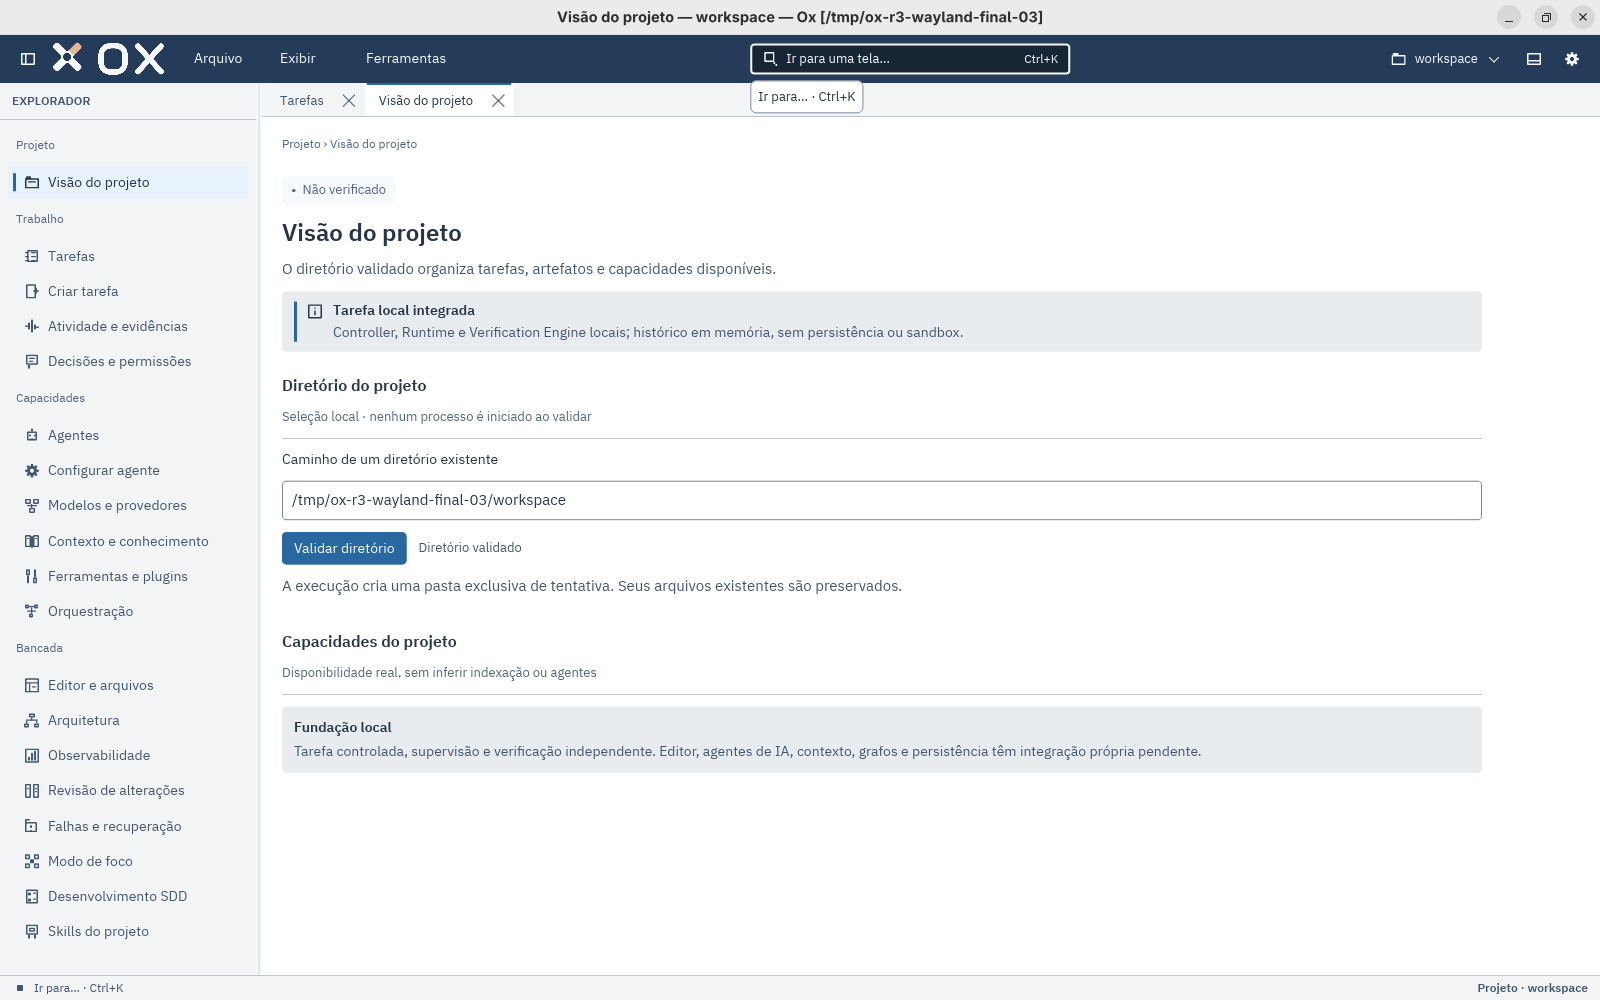 Visão do projeto — workspace — Ox [/tmp/ox-r3-wayland-final-03]
OX
Arquivo
Exibir
Ferramentas
Ir para uma tela...
Ctrl+K
workspace
EXPLORADOR
Tarefas
Visão do projeto
Ir para... · Ctrl+K
Projeto
Visão do projeto
Trabalho
Tarefas
Criar tarefa
Atividade e evidências
Decisões e permissões
Capacidades
Agentes
Configurar agente
Modelos e provedores
Contexto e conhecimento
Ferramentas e plugins
Orquestração
Bancada
Editor e arquivos
Arquitetura
Observabilidade
Revisão de alterações
Falhas e recuperação
Modo de foco
Desenvolvimento SDD
Skills do projeto
Projeto › Visão do projeto
• Não verificado
Visão do projeto
O diretório validado organiza tarefas, artefatos e capacidades disponíveis.
Tarefa local integrada
Controller, Runtime e Verification Engine locais; histórico em memória, sem persistência ou sandbox.
Diretório do projeto
Seleção local · nenhum processo é iniciado ao validar
Caminho de um diretório existente
/tmp/ox-r3-wayland-final-03/workspace
Validar diretório
Diretório validado
A execução cria uma pasta exclusiva de tentativa. Seus arquivos existentes são preservados.
Capacidades do projeto
Disponibilidade real, sem inferir indexação ou agentes
Fundação local
Tarefa controlada, supervisão e verificação independente. Editor, agentes de IA, contexto, grafos e persistência têm integração própria pendente.
Ir para... · Ctrl+K
Projeto · workspace